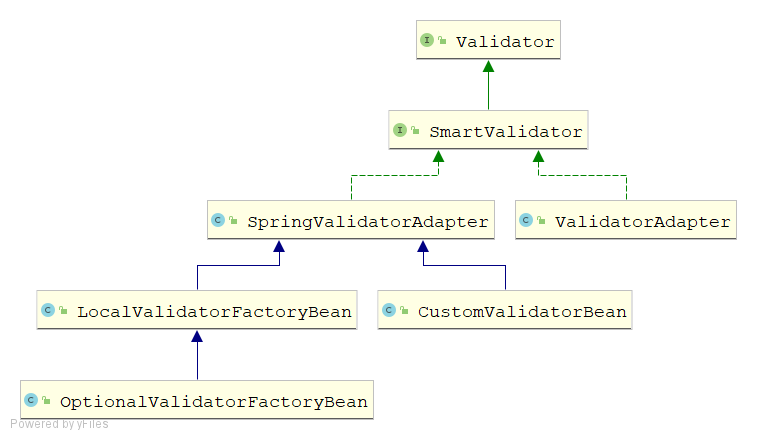 I Validator
I SmartValidator
C SpringValidatorAdapter
C ValidatorAdapter
C LocalValidatorFactoryBean
C CustomValidatorBean
C OptionalValidatorFactoryBean
Powered by yFiles